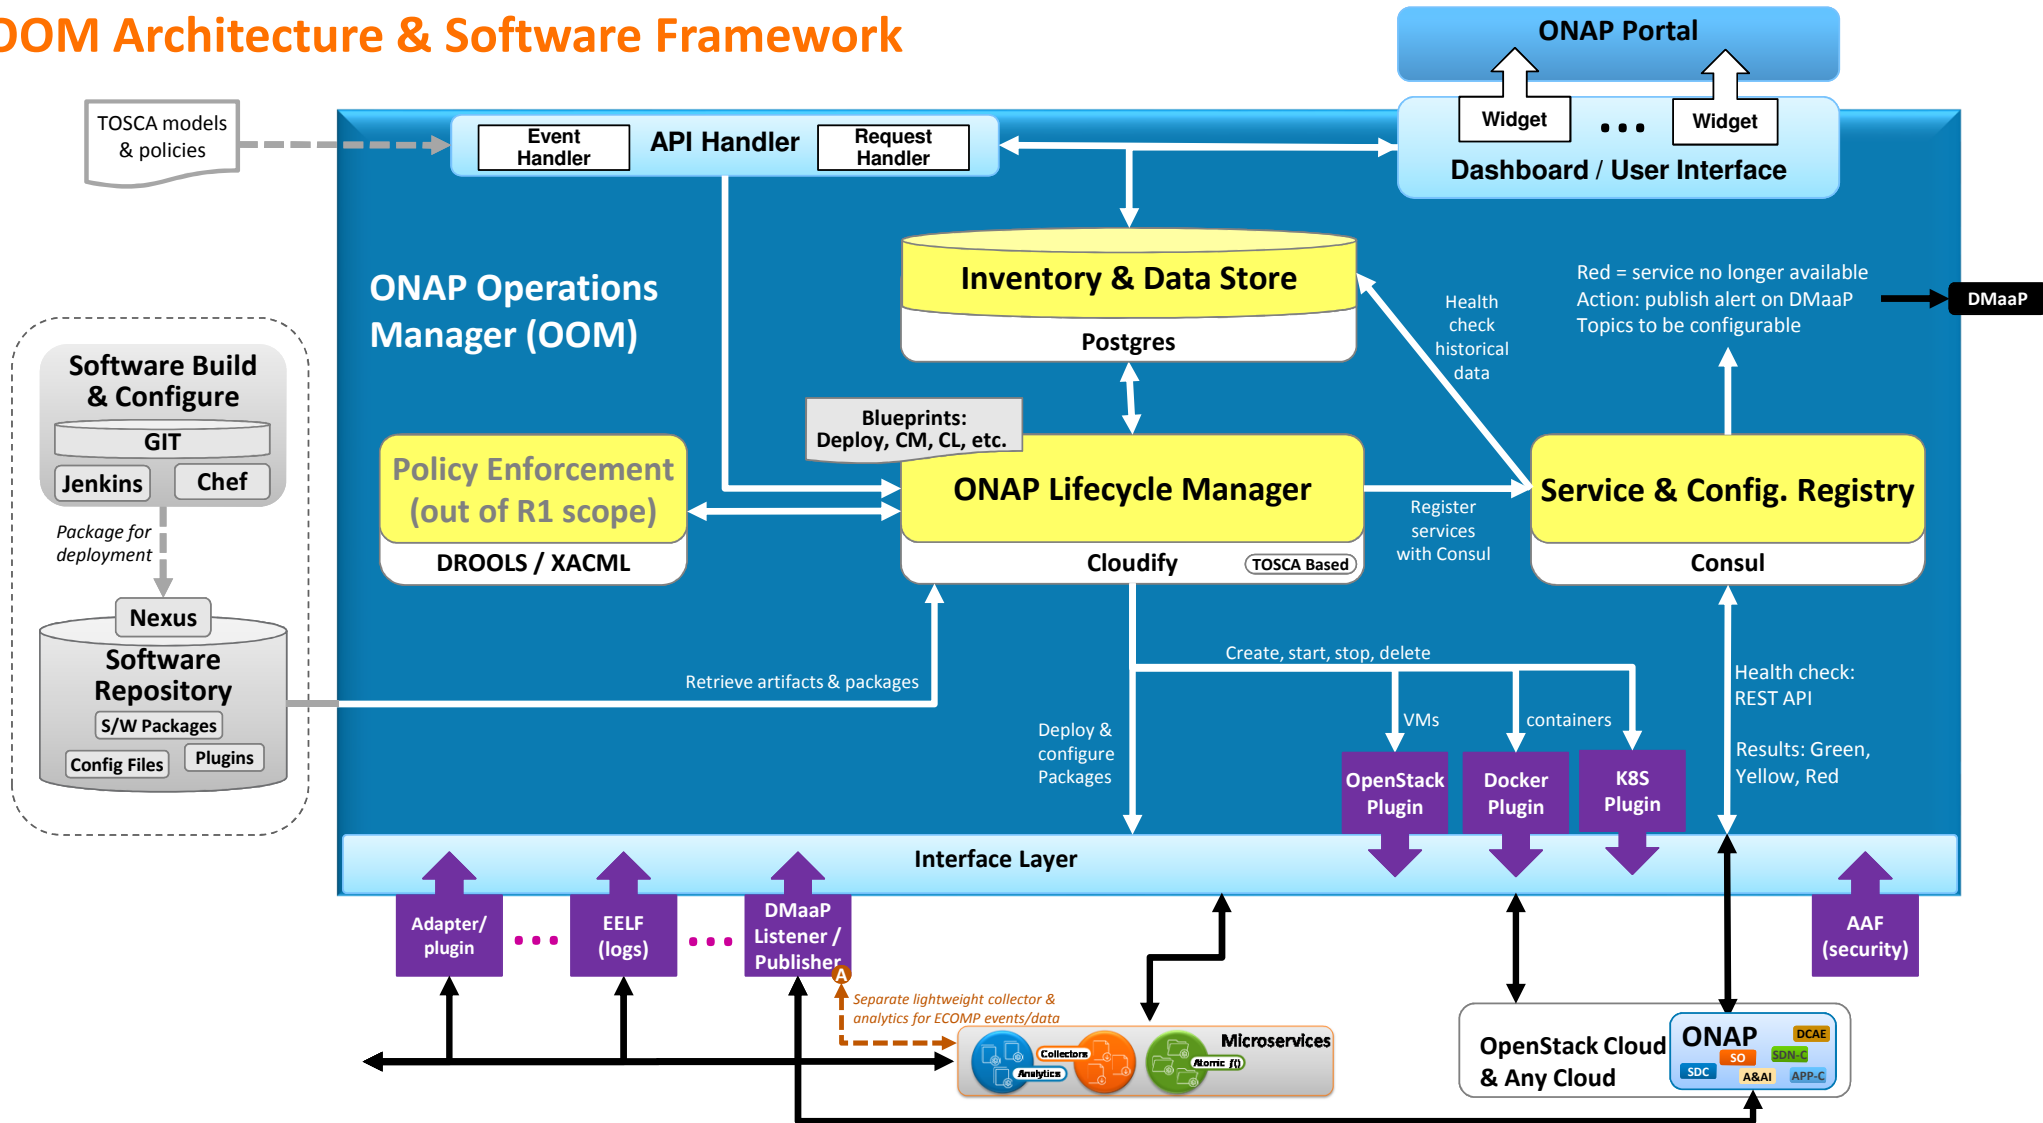 OOM Architecture & Software Framework
ONAP Portal
Widget
...
Widget
Dashboard / User Interface
TOSCA models
& policies
Event
Handler
API Handler
Request
Handler
ONAP Operations
Manager (OOM)
Inventory & Data Store
Postgres
Health
check
historical
data
Red = service no longer available
Action: publish alert on DMaaP
Topics to be configurable
DMaaP
Software Build
& Configure
GIT
Jenkins
Chef
Package for
deployment
Nexus
Software
Repository
S/W Packages
Config Files
Plugins
Blueprints:
Deploy, CM, CL, etc.
Policy Enforcement
(out of R1 scope)
DROOLS / XACML
ONAP Lifecycle Manager
Cloudify
TOSCA Based
Register
services
with Consul
Service & Config. Registry
Consul
Retrieve artifacts & packages
Create, start, stop, delete
Deploy &
configure
Packages
VMs
containers
Health check:
REST API
Results: Green,
Yellow, Red
OpenStack
Plugin
Docker
Plugin
K8S
Plugin
Interface Layer
Adapter/
plugin
...
EELF
(logs)
...
DMaaP
Listener /
Publisher
A
AAF
(security)
Separate lightweight collector &
analytics for ECOMP events/data
Microservices
Collectors
Analytics
Atomic ƒ()
OpenStack Cloud
& Any Cloud
ONAP
DCAE
SO
SDN-C
SDC
A&AI
APP-C